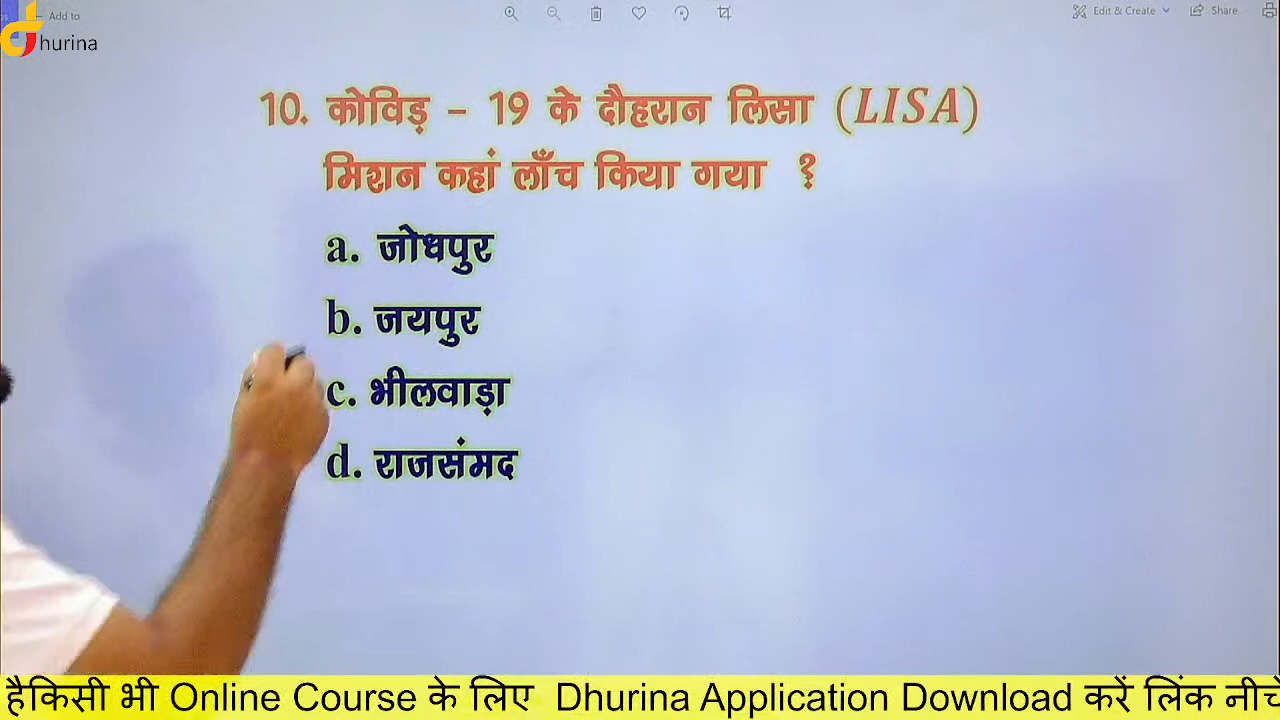 Add to
Edit & Create
Share
Dhurina
10. कोविड़ - 19 के दौहरान लिसा (LISA)
मिशन कहां लाँच किया गया ?
a. जोधपुर
b. जयपुर
c. भीलवाड़ा
d. राजसंमद
हैकिसी भी Online Course के लिए Dhurina Application Download करें लिंक नीचे